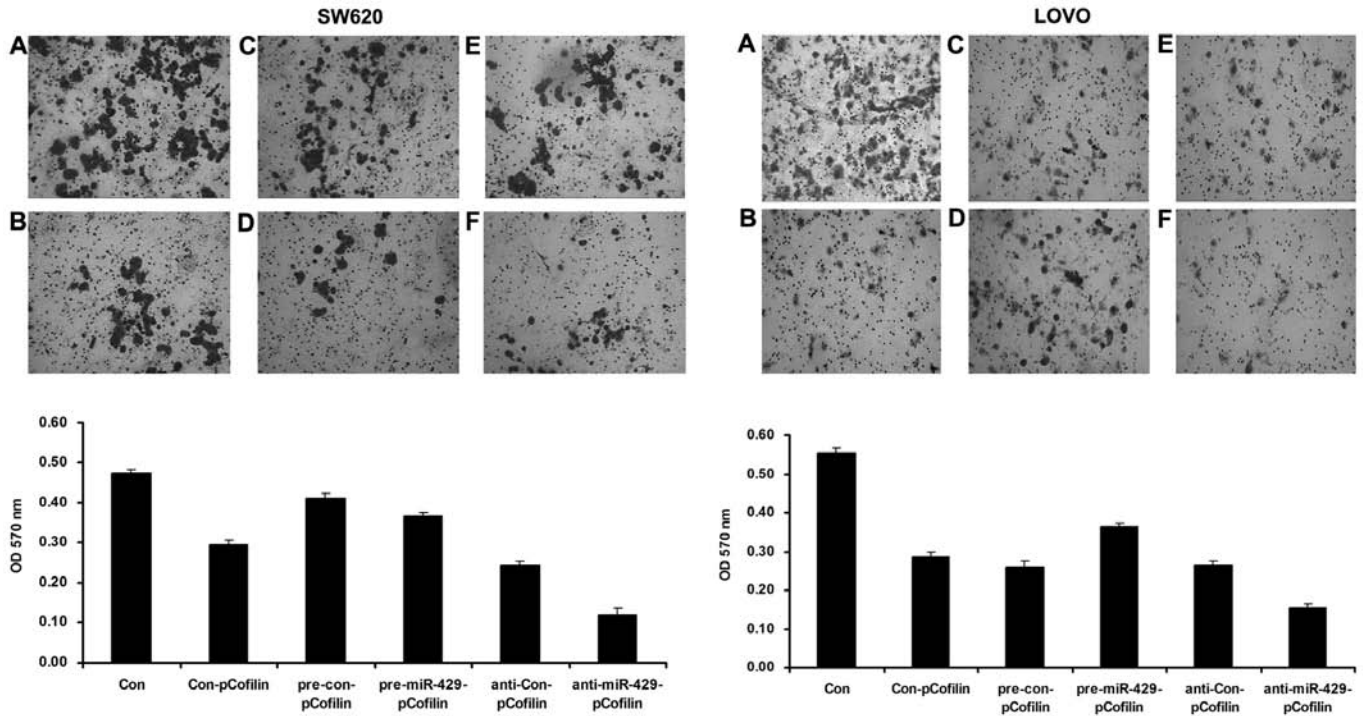 SW620
A
C
E
B
D
F
0.60
0.50
0.40
0.30
0.20
0.10
0.00
OD 570 nm
Con
Con-pCofilin
pre-con-
pCofilin
pre-miR-429-
pCofilin
anti-Con-
pCofilin
anti-miR-429-
pCofilin
LOVO
A
C
E
B
D
F
0.60
0.50
0.40
0.30
0.20
0.10
0.00
OD 570 nm
Con
Con-pCofilin
pre-con-
pCofilin
pre-miR-429-
pCofilin
anti-Con-
pCofilin
anti-miR-429-
pCofilin